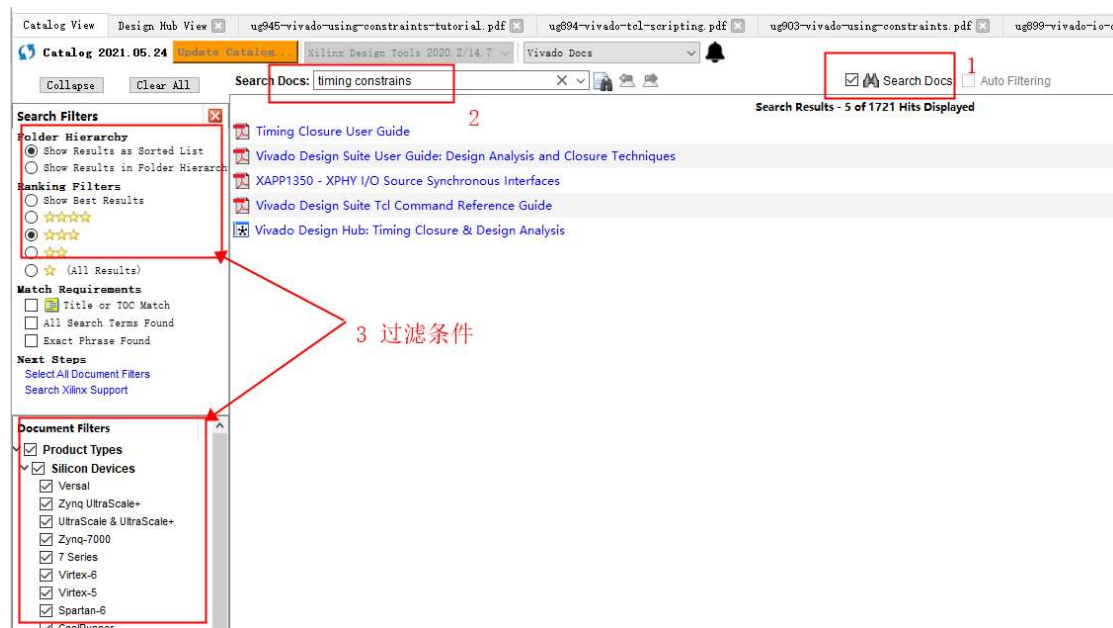 Catalog View Design Hub View ug945-vivado-using-constraints-tutorial.pdf ug894-vivado-tcl-scripting.pdf ug903-vivado-using-constraints.pdf ug899-vivado-io-
Catalog 2021.05.24 Update Catalog... Xilinx Design Tools 2020.2/14.7 Vivado Docs
1
Collapse Clear All Search Docs: timing constrains Search Docs Auto Filtering
Search Filters
2
Search Results - 5 of 1721 Hits Displayed
Folder Hierarchy
Show Results as Sorted List
Show Results in Folder Hierarch
Ranking Filters
Show Best Results
(All Results)
Match Requirements
Title or TOC Match
All Search Terms Found
Exact Phrase Found
Next Steps
Select All Document Filters
Search Xilinx Support
Timing Closure User Guide
Vivado Design Suite User Guide: Design Analysis and Closure Techniques
XAPP1350 - XPHY I/O Source Synchronous Interfaces
Vivado Design Suite Tcl Command Reference Guide
Vivado Design Hub: Timing Closure & Design Analysis
3 过滤条件
Document Filters
Product Types
Silicon Devices
Versal
Zynq UltraScale+
UltraScale & UltraScale+
Zynq-7000
7 Series
Virtex-6
Virtex-5
Spartan-6